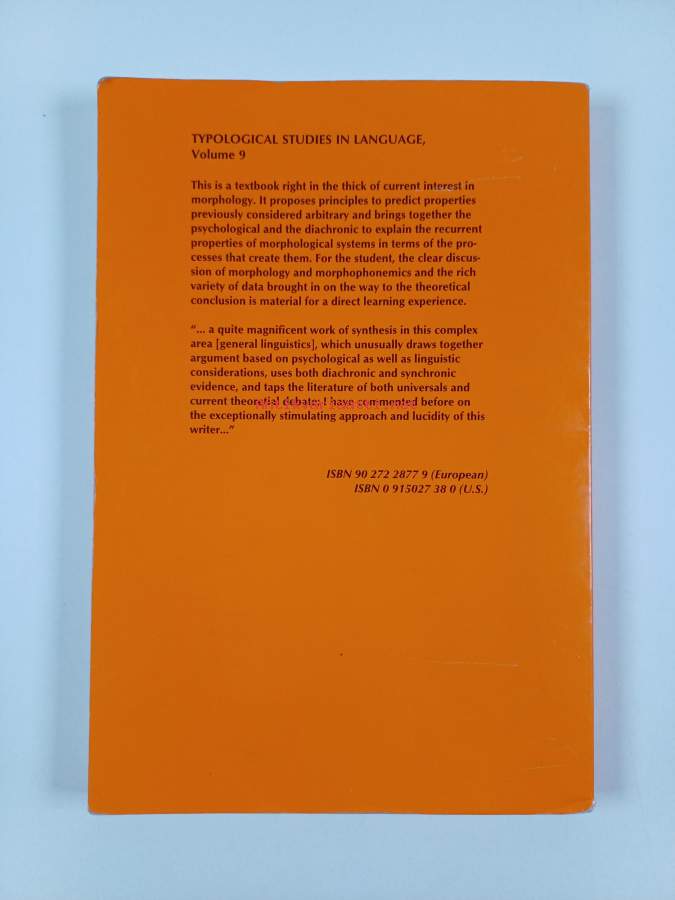 TYPOLOGICAL STUDIES IN LANGUAGE,
Volume 9
This is a textbook right in the thick of current interest in
morphology. It proposes principles to predict properties
previously considered arbitrary and brings together the
psychological and the diachronic to explain the recurrent
properties of morphological systems in terms of the pro-
cesses that create them. For the student, the clear discus-
sion of morphology and morphophonemics and the rich
variety of data brought in on the way to the theoretical
conclusion is material for a direct learning experience.
"... a quite magnificent work of synthesis in this complex
area [general linguistics], which unusually draws together
argument based on psychological as well as linguistic
considerations, uses both diachronic and synchronic
evidence, and taps the literature of both universals and
current theoretial debate. I have commented before on
the exceptionally stimulating approach and lucidity of this
writer..."
ISBN 90 272 2877 9 (European)
ISBN 0 915027 38 0 (U.S.)